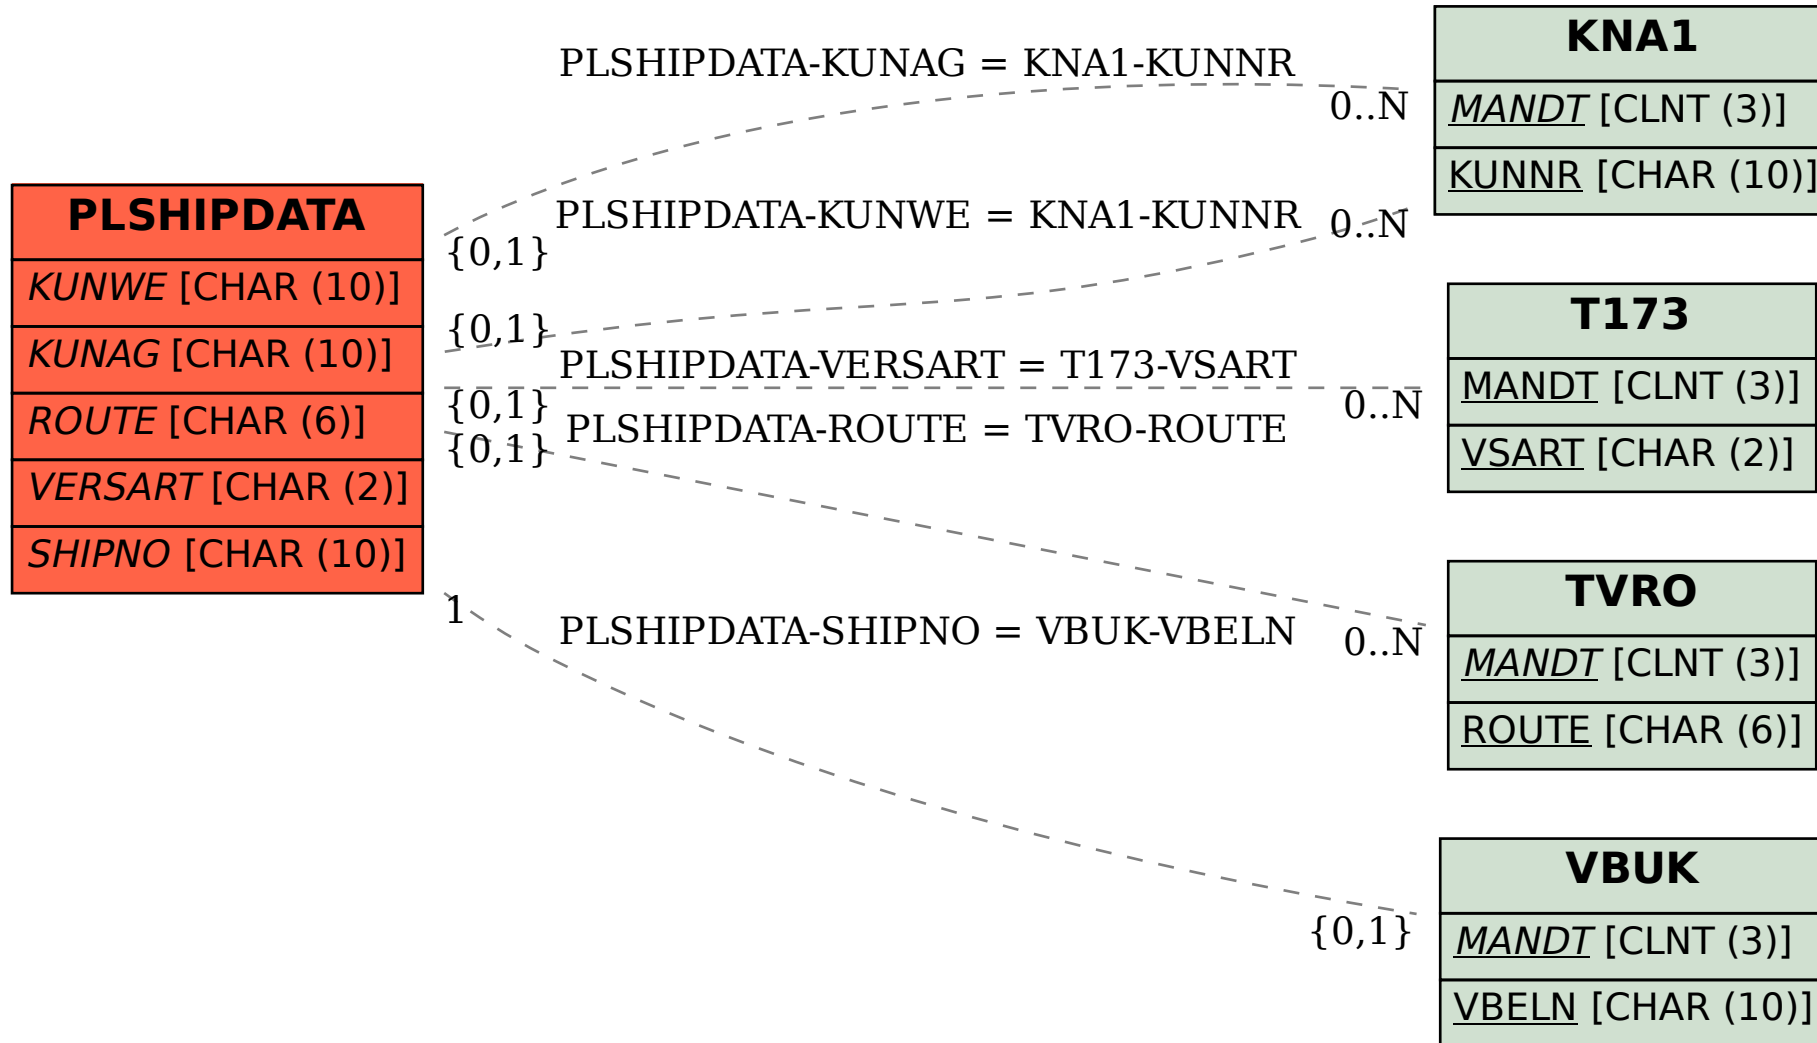 PLSHIPDATA
KUNWE [CHAR (10)]
KUNAG [CHAR (10)]
ROUTE [CHAR (6)]
VERSART [CHAR (2)]
SHIPNO [CHAR (10)]
PLSHIPDATA-KUNAG = KNA1-KUNNR
0..N
{0,1}
PLSHIPDATA-KUNWE = KNA1-KUNNR
0..N
{0,1}
PLSHIPDATA-VERSART = T173-VSART
0..N
{0,1}
PLSHIPDATA-ROUTE = TVRO-ROUTE
{0,1}
0..N
1
PLSHIPDATA-SHIPNO = VBUK-VBELN
{0,1}
KNA1
MANDT [CLNT (3)]
KUNNR [CHAR (10)]
T173
MANDT [CLNT (3)]
VSART [CHAR (2)]
TVRO
MANDT [CLNT (3)]
ROUTE [CHAR (6)]
VBUK
MANDT [CLNT (3)]
VBELN [CHAR (10)]